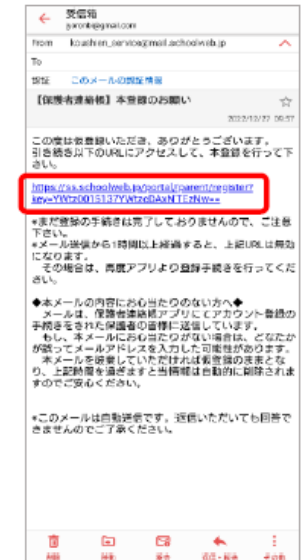 受信箱
From koushien_service@mail.schoolweb.jp
To
認証 このメールの認証情報
【保護者連絡帳】本登録のお願い
2022/12/22 09:57
この度は仮登録いただき、ありがとうございます。
引き続き以下のURLにアクセスして、本登録を行って下
さい。
https://ss.schoolweb.jp/portal/parent/register?
*まだ登録の手続きは完了しておりませんので、ご注意
下さい。
*メール送信から1時間以上経過すると、上記URLは無効
になります。
その場合は、再度アプリより登録手続きを行ってくだ
さい。
◆本メールの内容にお心当たりのない方へ◆
メールは、保護者連絡帳アプリにてアカウント登録の
手続きをされた保護者の皆様に送信しています。
もし、本メールにお心当たりがない場合は、どなたか
が誤ってメールアドレスを入力した可能性があります。
本メールを破棄していただければ仮登録のままとな
り、上記時間を過ぎますと当情報は自動的に削除されま
すのでご安心ください。
*このメールは自動送信です。返信いただいても回答で
きませんのでご了承ください。
削除 移動 返信・転送 その他